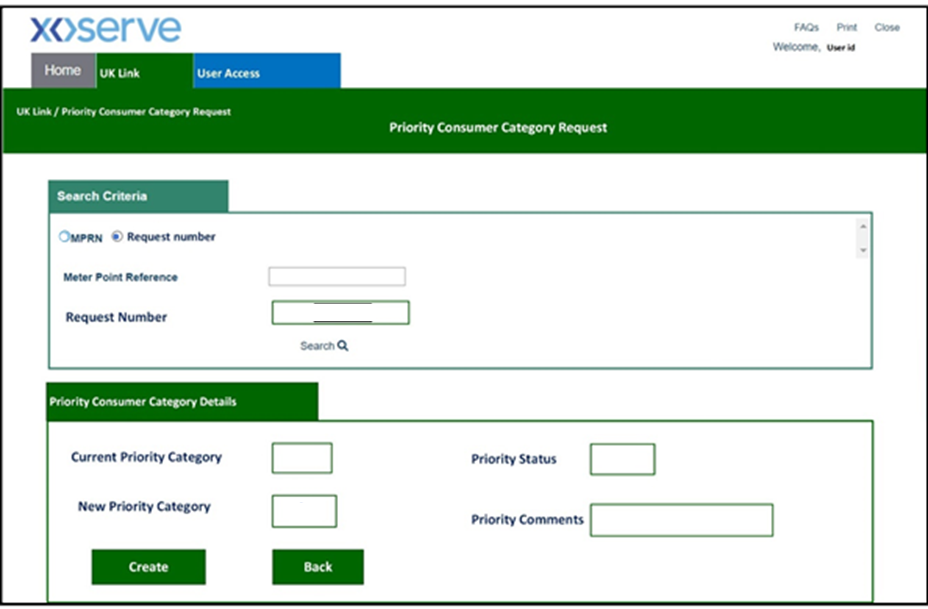 xoserve
FAQs Print Close
Welcome, User id
Home UK Link User Access
UK Link / Priority Consumer Category Request
Priority Consumer Category Request
Search Criteria
MPRN Request number
Meter Point Reference
Request Number
Search
Priority Consumer Category Details
Current Priority Category Priority Status
New Priority Category Priority Comments
Create Back